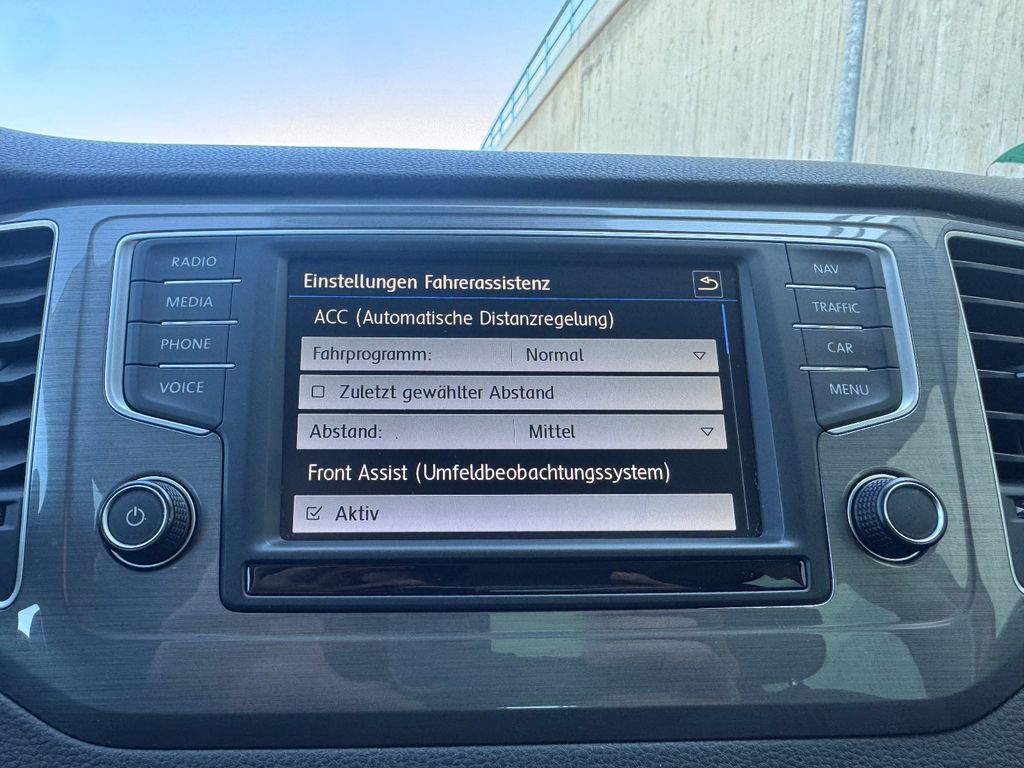 RADIO
MEDIA
PHONE
VOICE
Einstellungen Fahrerassistenz
ACC (Automatische Distanzregelung)
Fahrprogramm: Normal
Zuletzt gewählter Abstand
Abstand: Mittel
Front Assist (Umfeldbeobachtungssystem)
Aktiv
NAV
TRAFFIC
CAR
MENU